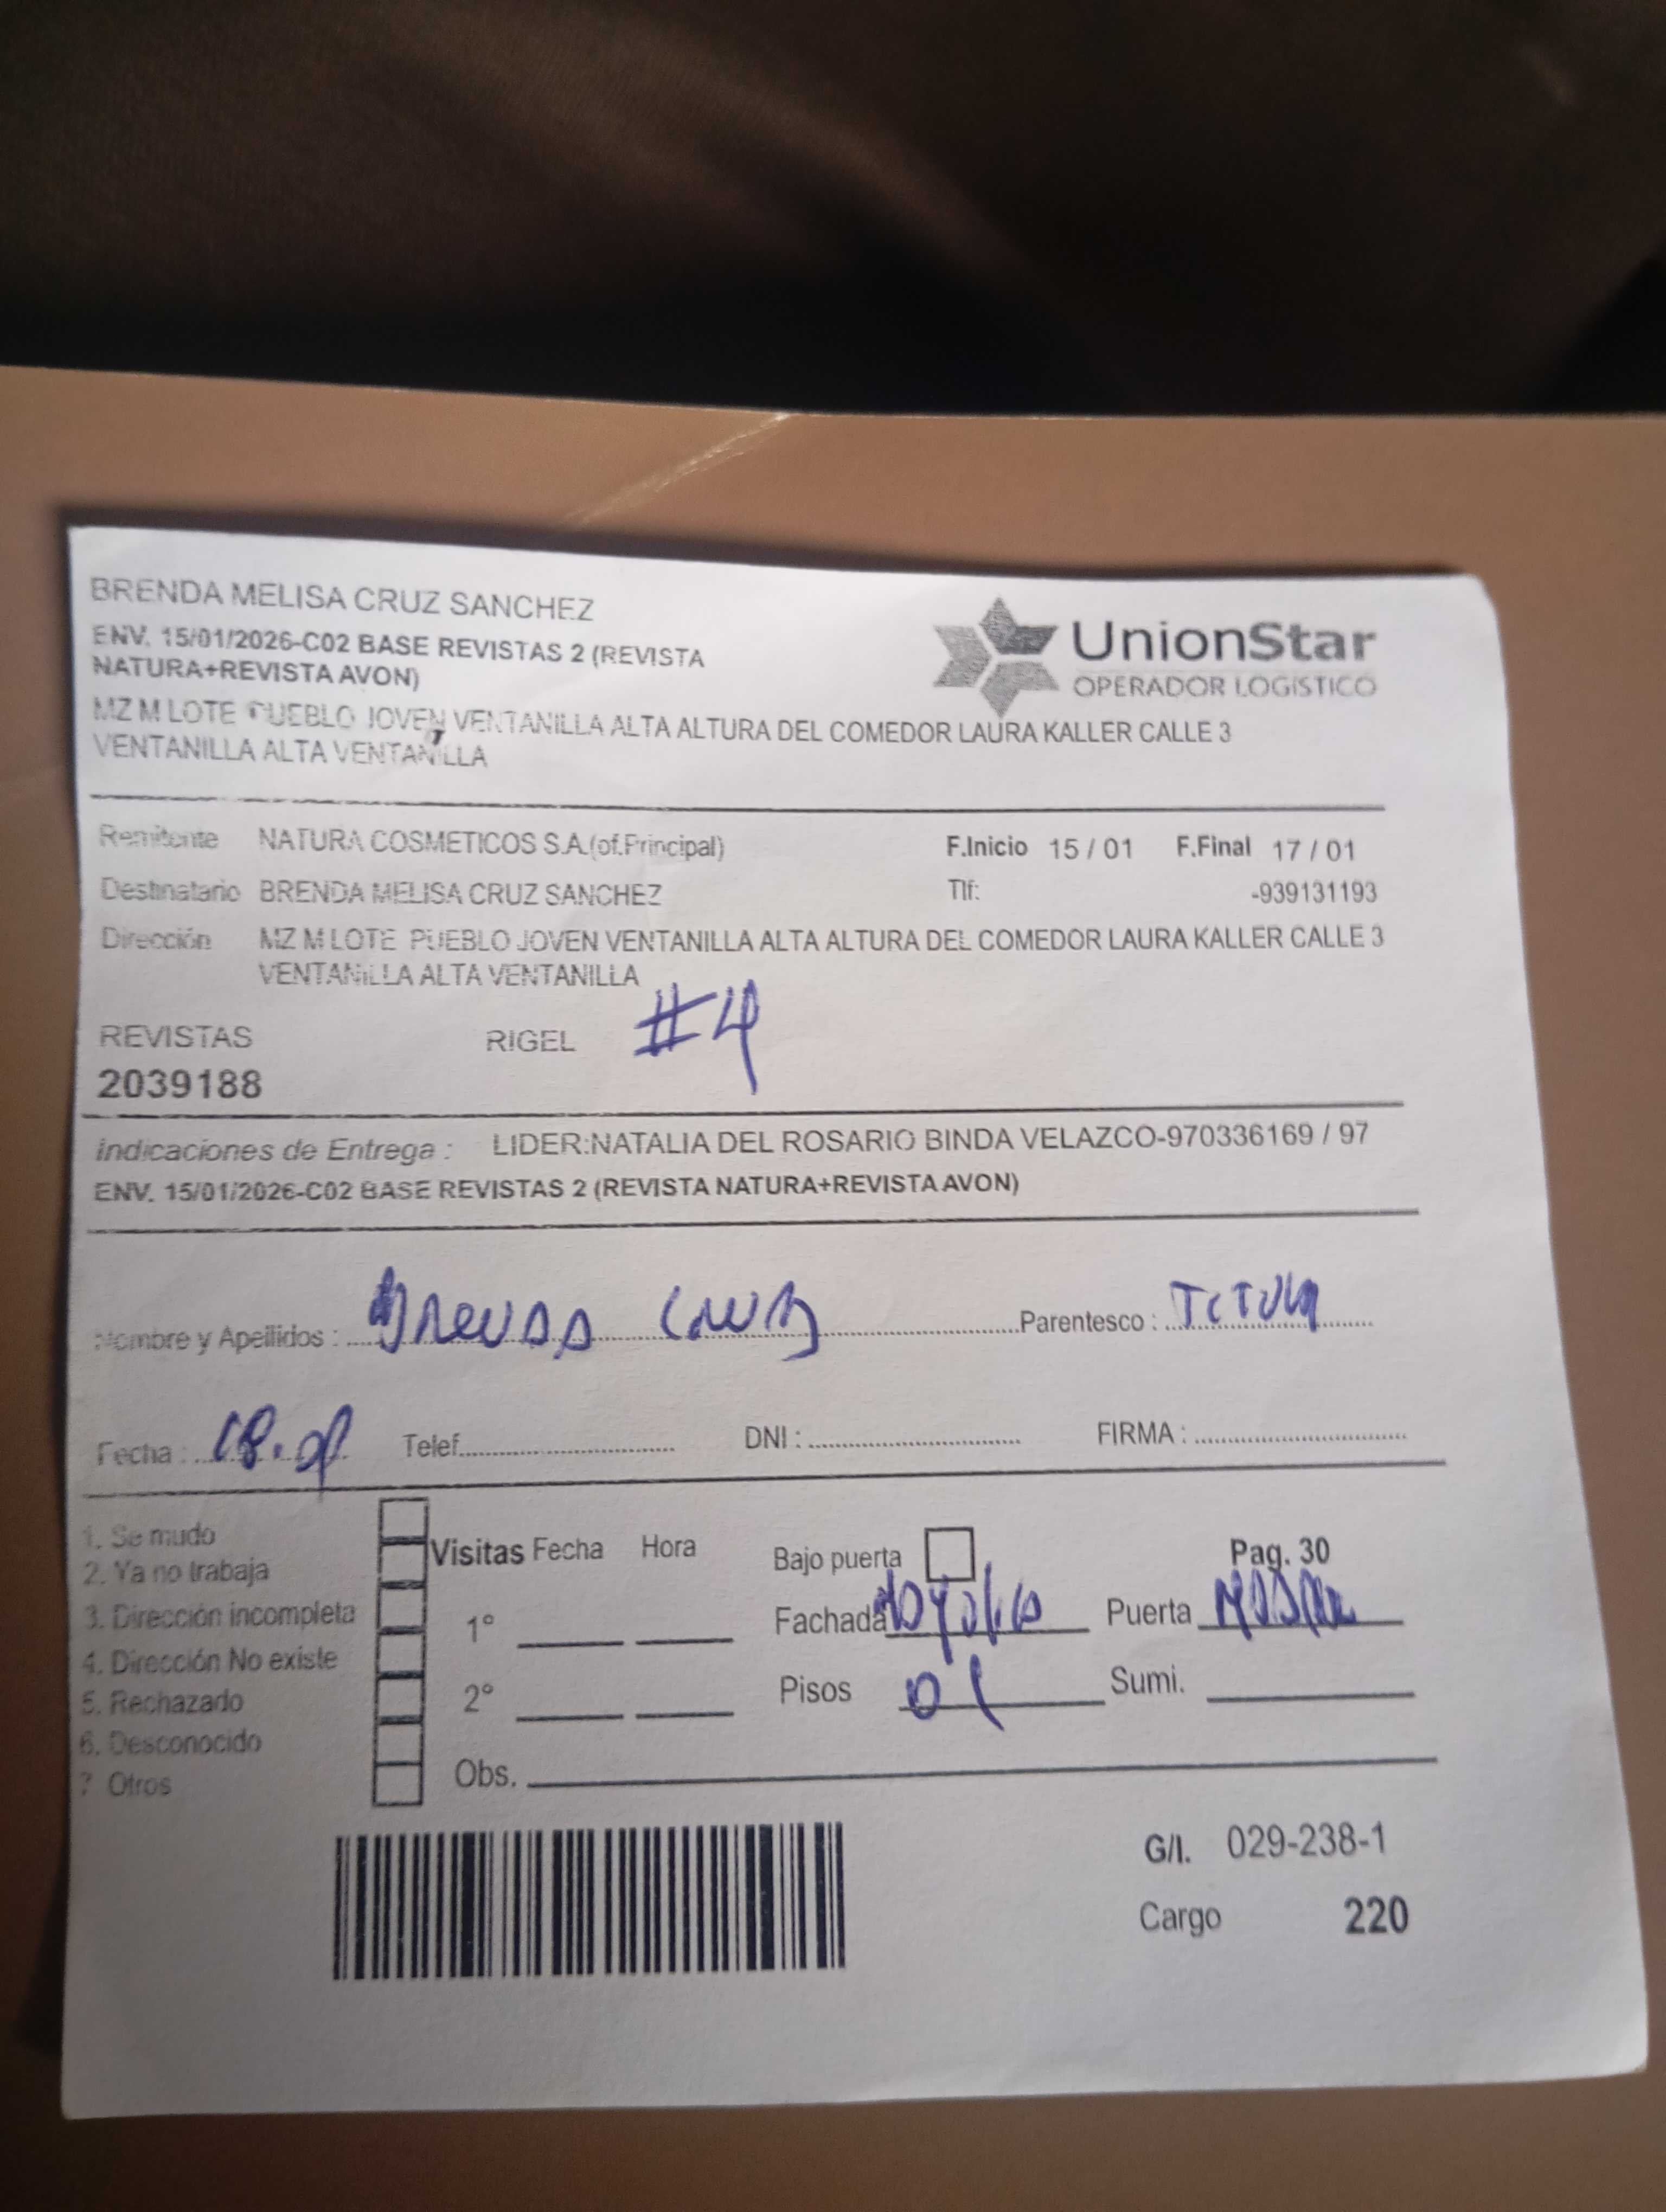 BRENDA MELISA CRUZ SANCHEZ
ENV. 15/01/2026-C02 BASE REVISTAS 2 (REVISTA
NATURA+REVISTA AVON)
MZ M LOTE PUEBLO JOVEN VENTANILLA ALTA ALTURA DEL COMEDOR LAURA KALLER CALLE 3
VENTANILLA ALTA VENTANILLA
UnionStar
OPERADOR LOGÍSTICO
Remitente NATURA COSMETICOS S.A.(of.Principal) F.Inicio 15 / 01 F.Final 17 / 01
Destinatario BRENDA MELISA CRUZ SANCHEZ Tlf: -939131193
Dirección MZ M LOTE PUEBLO JOVEN VENTANILLA ALTA ALTURA DEL COMEDOR LAURA KALLER CALLE 3
VENTANILLA ALTA VENTANILLA
REVISTAS RIGEL #4
2039188
Indicaciones de Entrega : LIDER:NATALIA DEL ROSARIO BINDA VELAZCO-970336169 / 97
ENV. 15/01/2026-C02 BASE REVISTAS 2 (REVISTA NATURA+REVISTA AVON)
Nombre y Apellidos : Cruz Parentesco :
Fecha : Telef. DNI : FIRMA :
1. Se mudo
2. Ya no trabaja
3. Dirección incompleta
4. Dirección No existe
5. Rechazado
6. Desconocido
7 Otros
Visitas Fecha Hora
1°
2°
Obs.
Bajo puerta Pag. 30
Fachada Puerta
Pisos 01 Sumi.
G/I. 029-238-1
Cargo 220